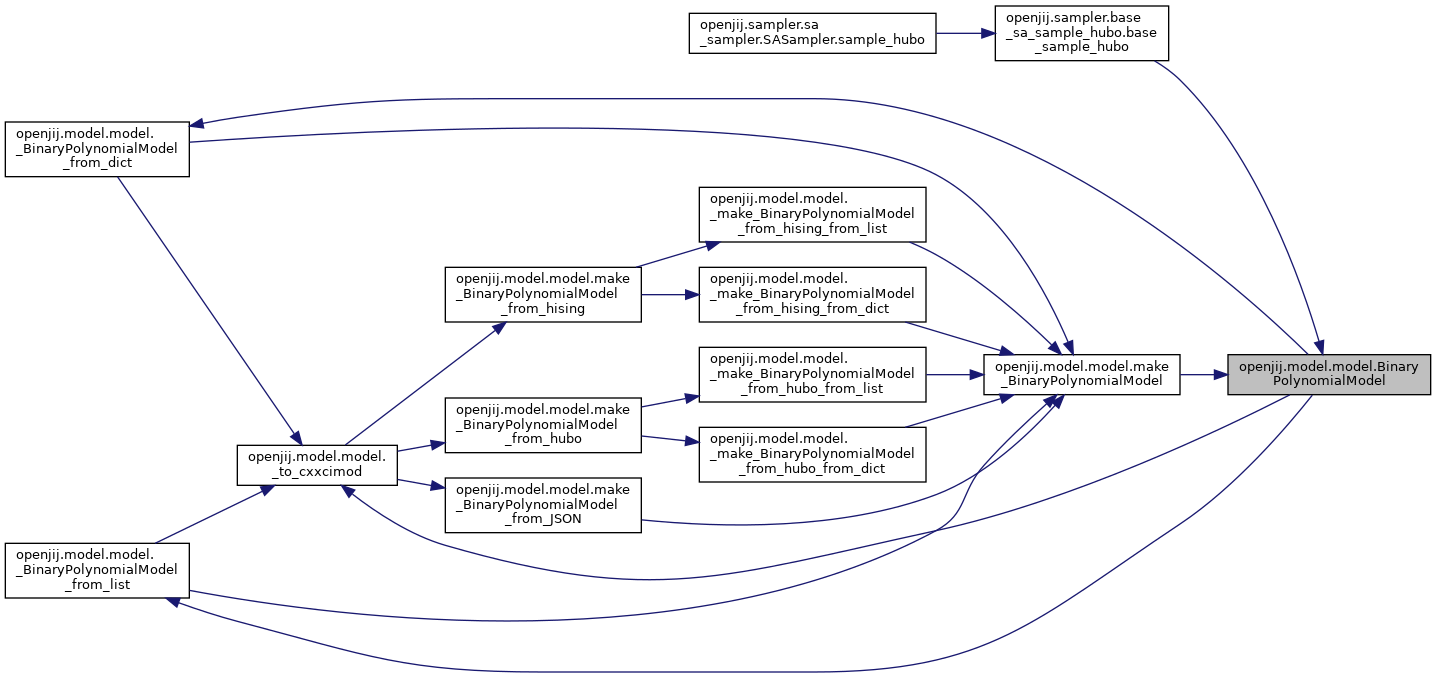 openjij.sampler.sa
_sampler.SASampler.sample_hubo
openjij.sampler.base
_sa_sample_hubo.base
_sample_hubo
openjij.model.model.
_BinaryPolynomialModel
_from_dict
openjij.model.model.
_make_BinaryPolynomialModel
_from_hising_from_list
openjij.model.model.make
_BinaryPolynomialModel
_from_hising
openjij.model.model.
_make_BinaryPolynomialModel
_from_hising_from_dict
openjij.model.model.
_make_BinaryPolynomialModel
_from_hubo_from_list
openjij.model.model.make
_BinaryPolynomialModel
openjij.model.model.Binary
PolynomialModel
openjij.model.model.make
_BinaryPolynomialModel
_from_hubo
openjij.model.model.
_make_BinaryPolynomialModel
_from_hubo_from_dict
openjij.model.model.
_to_cxxcimod
openjij.model.model.make
_BinaryPolynomialModel
_from_JSON
openjij.model.model.
_BinaryPolynomialModel
_from_list